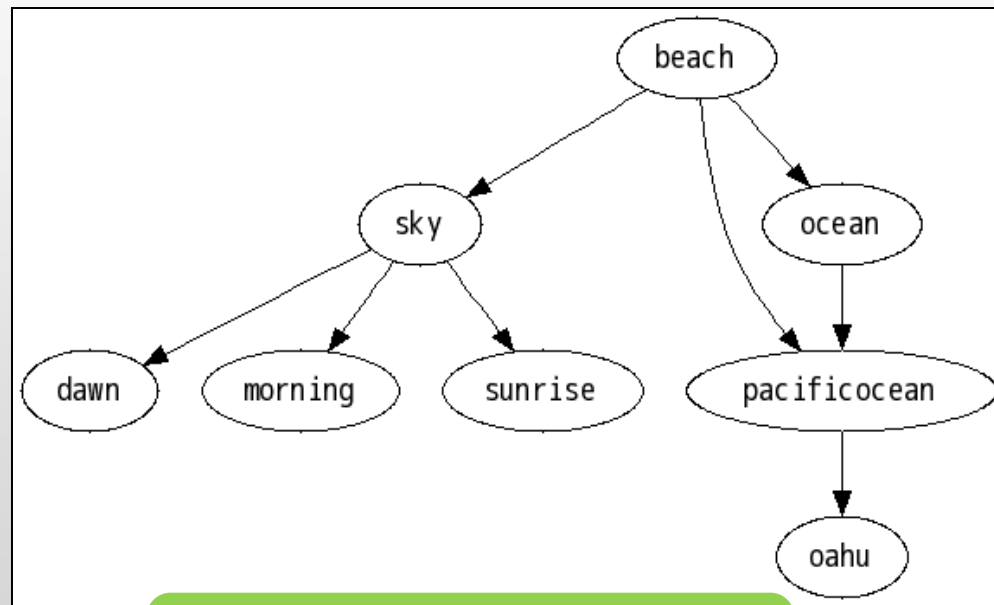 beach
sky
ocean
dawn
morning
sunrise
pacificocean
oahu